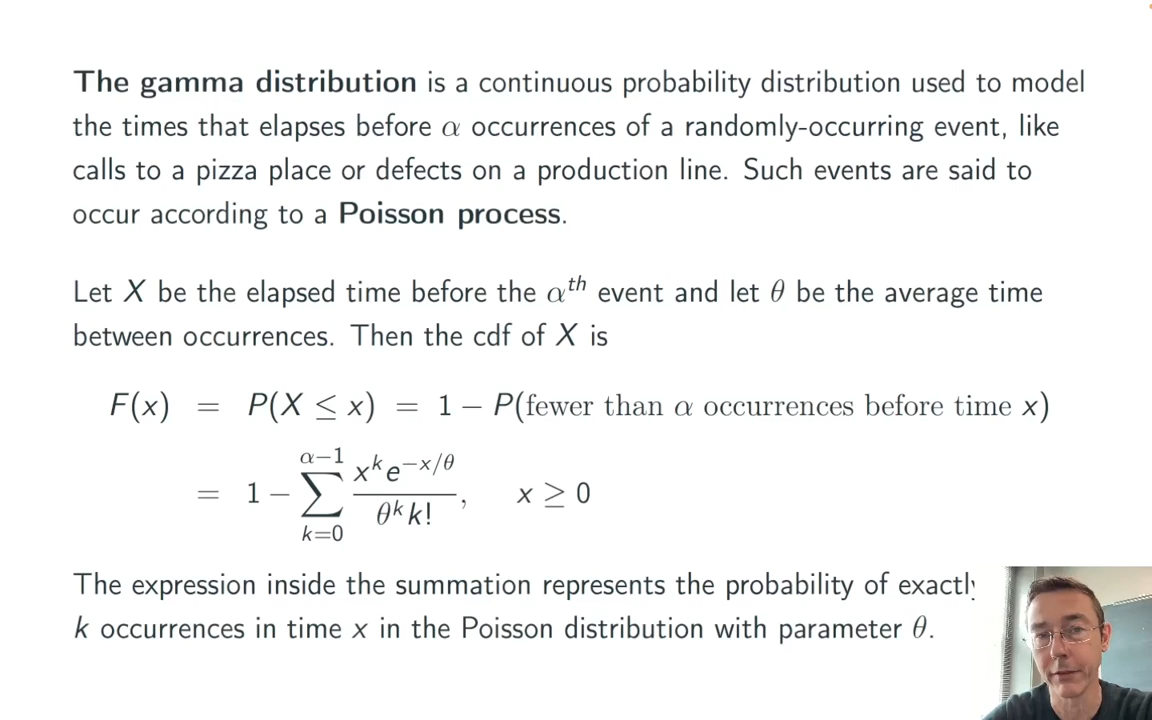 The gamma distribution is a continuous probability distribution used to model
the times that elapses before α occurrences of a randomly-occurring event, like
calls to a pizza place or defects on a production line. Such events are said to
occur according to a Poisson process.
Let X be the elapsed time before the α^{th} event and let θ be the average time
between occurrences. Then the cdf of X is
F(x) = P(X ≤ x) = 1 − P(fewer than α occurrences before time x)
= 1 − \sum_{k=0}^{α−1} \frac{x^k e^{−x/θ}}{θ^k k!}, x ≥ 0
The expression inside the summation represents the probability of exactly
k occurrences in time x in the Poisson distribution with parameter θ.